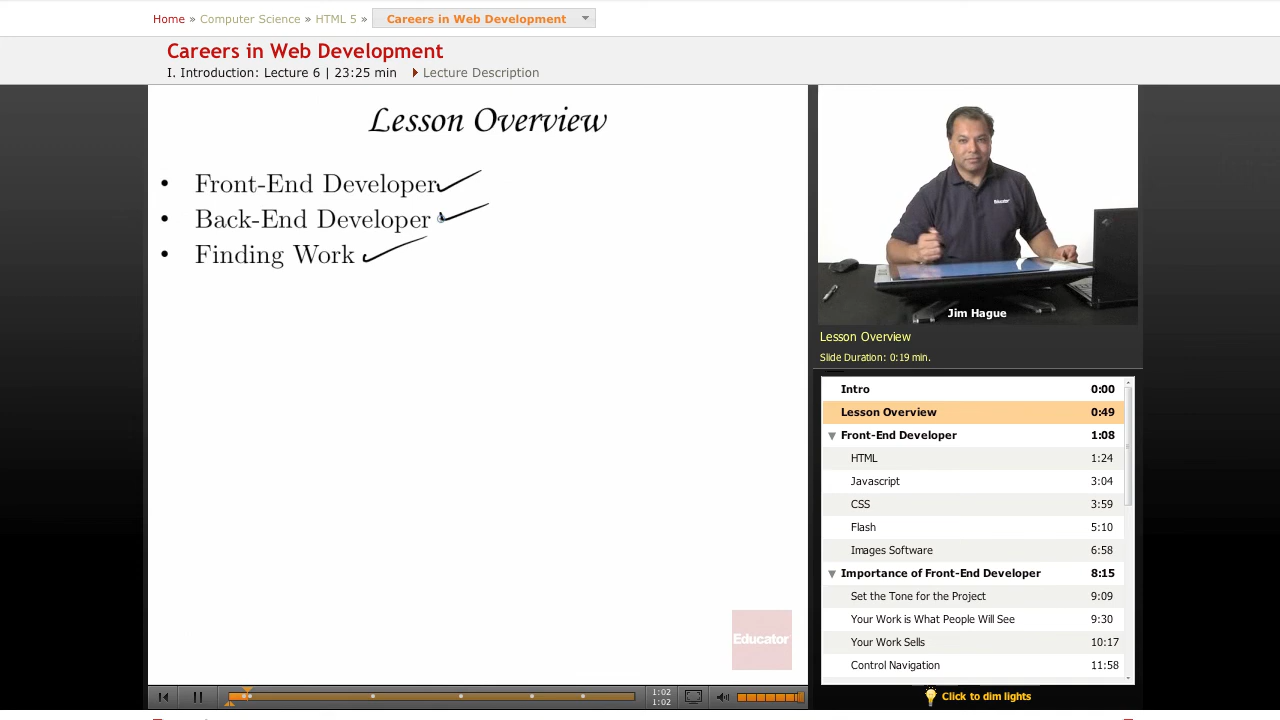 Home » Computer Science » HTML 5 » Careers in Web Development
Careers in Web Development
I. Introduction: Lecture 6 | 23:25 min Lecture Description
Lesson Overview
• Front-End Developer
• Back-End Developer
• Finding Work
Educator
Educator
Jim Hague
Lesson Overview
Slide Duration: 0:19 min.
Intro 0:00
Lesson Overview 0:49
Front-End Developer 1:08
HTML 1:24
Javascript 3:04
CSS 3:59
Flash 5:10
Images Software 6:58
Importance of Front-End Developer 8:15
Set the Tone for the Project 9:09
Your Work is What People Will See 9:30
Your Work Sells 10:17
Control Navigation 11:58
1:02
1:02
Click to dim lights